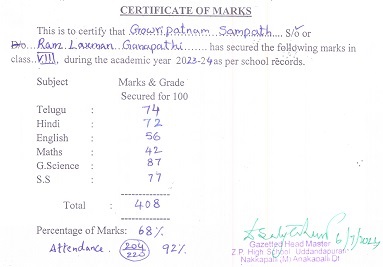 CERTIFICATE OF MARKS
This is to certify that Gowripatnam Sampath.... S/o or
D/o.. Ram. Laxman. Ganapathi....... has secured the following marks in
class. VIII, during the academic year 2023-24 as per school records.
Subject Marks & Grade
Secured for 100
Telugu : 74
Hindi : 72
English : 56
Maths : 42
G.Science : 87
S.S : 77
Total : 408
Percentage of Marks: 68%
Attendance. 204/220 92%.
6/7/2024
Gazetted Head Master
Z.P. High School Uddandapuram
Nakkapalli (M) Anakapalli Dt